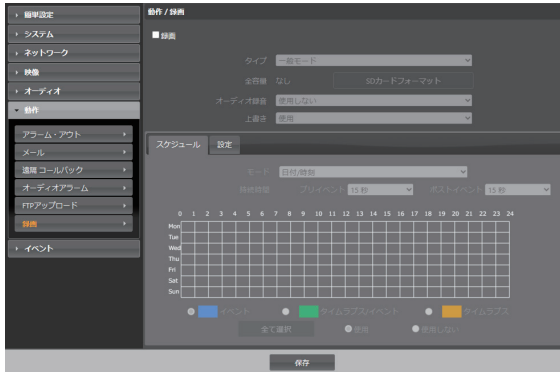 簡単設定
システム
ネットワーク
映像
オーディオ
動作
アラーム・アウト
メール
遠隔 コールバック
オーディオアラーム
FTPアップロード
録画
イベント
動作 / 録画
録画
タイプ 一般モード
全容量 なし SDカードフォーマット
オーディオ録音 使用しない
上書き 使用
スケジュール 設定
モード 日付/時刻
持続時間 プリイベント 15 秒 ポストイベント 15 秒
0 1 2 3 4 5 6 7 8 9 10 11 12 13 14 15 16 17 18 19 20 21 22 23 24
Mon
Tue
Wed
Thu
Fri
Sat
Sun
イベント タイムラプス/イベント タイムラプス
全て選択 使用 使用しない
保存